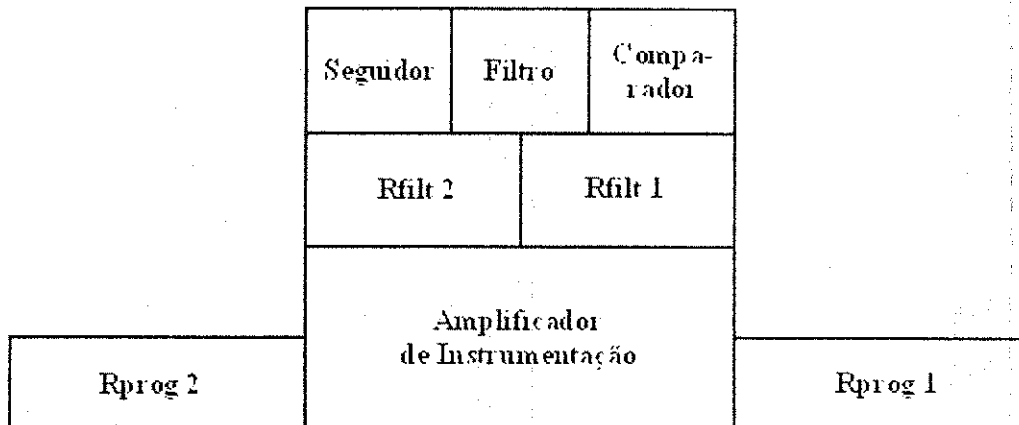 Seguidor
Filtro
Compa-
rador
Rfilt 2
Rfilt 1
Amplificador
de Instrumentação
Rprog 2
Rprog 1